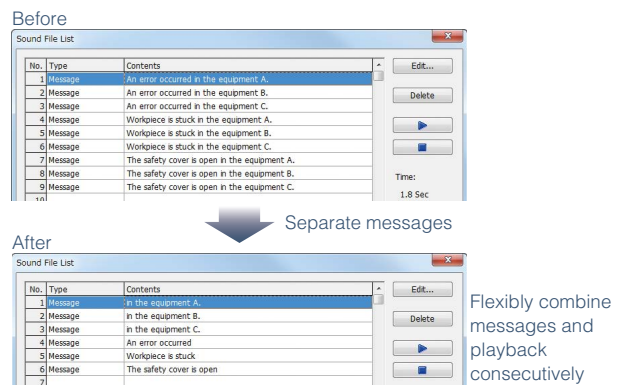 Before
Sound File List
No. Type Contents
1 Message An error occurred in the equipment A.
2 Message An error occurred in the equipment B.
3 Message An error occurred in the equipment C.
4 Message Workpiece is stuck in the equipment A.
5 Message Workpiece is stuck in the equipment B.
6 Message Workpiece is stuck in the equipment C.
7 Message The safety cover is open in the equipment A.
8 Message The safety cover is open in the equipment B.
9 Message The safety cover is open in the equipment C.
10
Edit...
Delete
Time:
1.8 Sec
Separate messages
After
Sound File List
No. Type Contents
1 Message in the equipment A.
2 Message in the equipment B.
3 Message in the equipment C.
4 Message An error occurred
5 Message Workpiece is stuck
6 Message The safety cover is open
7
Edit...
Delete
Flexibly combine
messages and
playback
consecutively